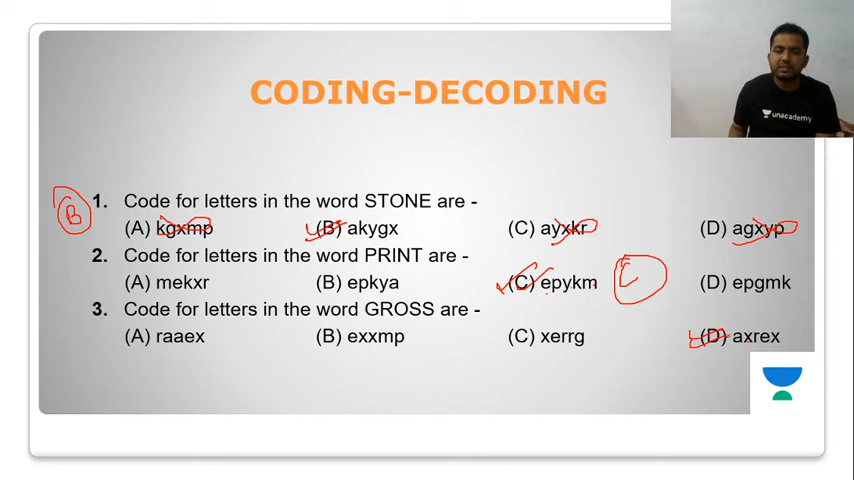 unacademy
CODING-DECODING
B 1. Code for letters in the word STONE are -
(A) kgxmp (B) akygx (C) ayxkr (D) agxyp
2. Code for letters in the word PRINT are -
(A) mekxr (B) epkya (C) epykm (D) epgmk
3. Code for letters in the word GROSS are -
(A) raaex (B) exxmp (C) xerrg (D) axrex